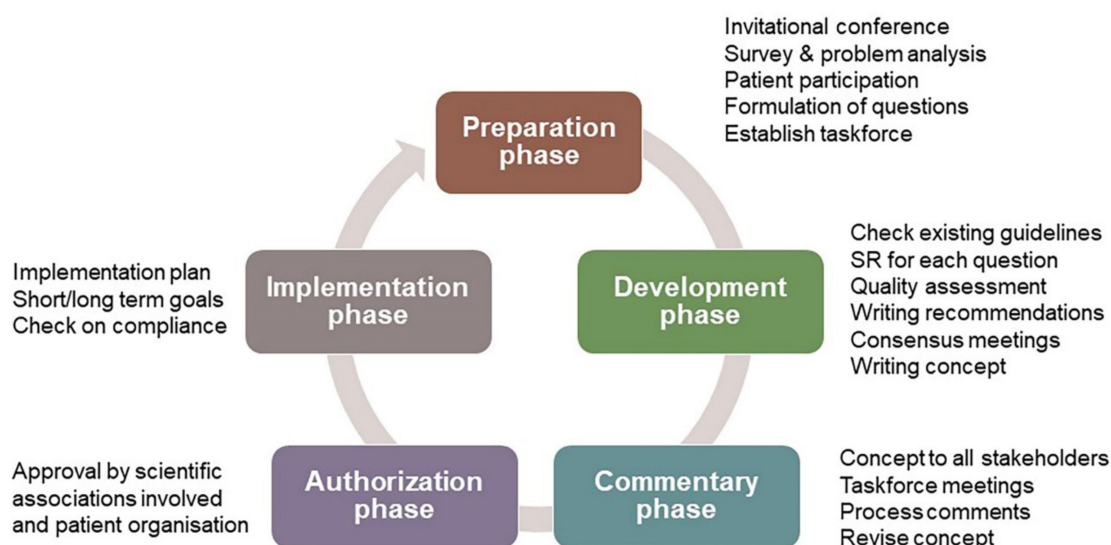 Invitational conference
Survey & problem analysis
Patient participation
Formulation of questions
Establish taskforce
Preparation
phase
Check existing guidelines
SR for each question
Quality assessment
Writing recommendations
Consensus meetings
Writing concept
Development
phase
Concept to all stakeholders
Taskforce meetings
Process comments
Revise concept
Commentary
phase
Authorization
phase
Approval by scientific
associations involved
and patient organisation
Implementation
phase
Implementation plan
Short/long term goals
Check on compliance